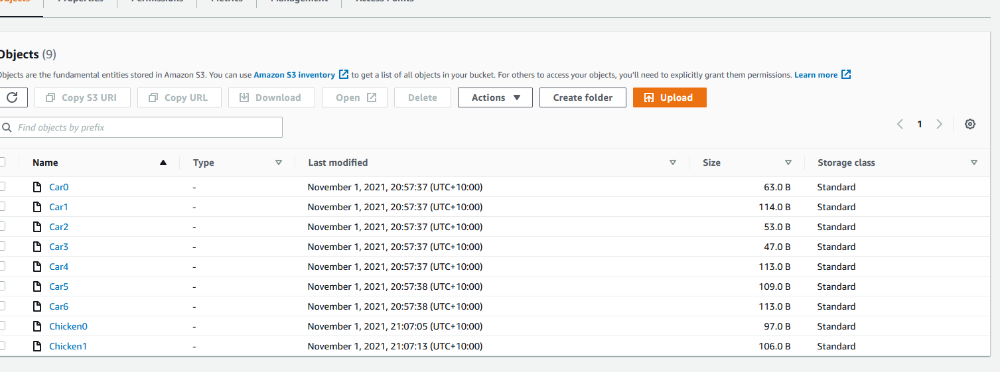 Properties Permissions Metrics Management Access Points
Objects (9)
Objects are the fundamental entities stored in Amazon S3. You can use Amazon S3 inventory to get a list of all objects in your bucket. For others to access your objects, you'll need to explicitly grant them permissions. Learn more
Copy S3 URI Copy URL Download Open Delete Actions Create folder Upload
Find objects by prefix 1
Name Type Last modified Size Storage class
Car0 - November 1, 2021, 20:57:37 (UTC+10:00) 63.0 B Standard
Car1 - November 1, 2021, 20:57:37 (UTC+10:00) 114.0 B Standard
Car2 - November 1, 2021, 20:57:37 (UTC+10:00) 53.0 B Standard
Car3 - November 1, 2021, 20:57:37 (UTC+10:00) 47.0 B Standard
Car4 - November 1, 2021, 20:57:37 (UTC+10:00) 113.0 B Standard
Car5 - November 1, 2021, 20:57:38 (UTC+10:00) 109.0 B Standard
Car6 - November 1, 2021, 20:57:38 (UTC+10:00) 113.0 B Standard
Chicken0 - November 1, 2021, 21:07:05 (UTC+10:00) 97.0 B Standard
Chicken1 - November 1, 2021, 21:07:13 (UTC+10:00) 106.0 B Standard